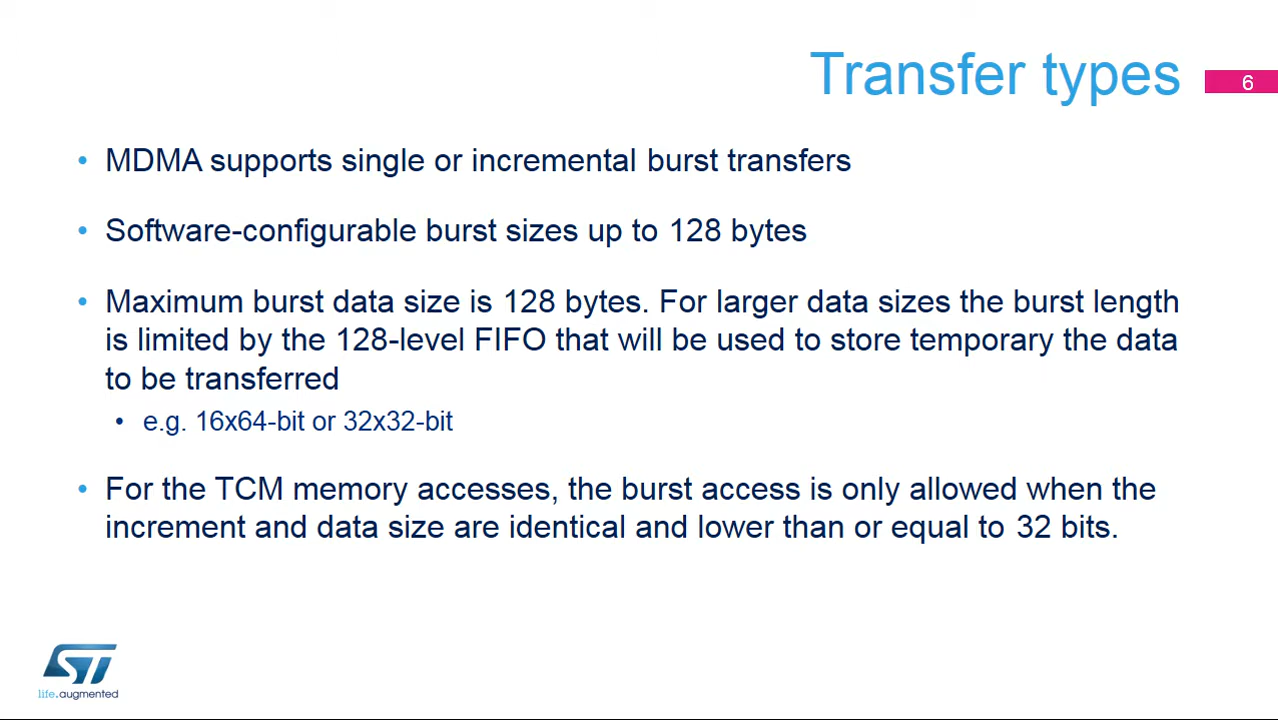 Transfer types
6
• MDMA supports single or incremental burst transfers
• Software-configurable burst sizes up to 128 bytes
• Maximum burst data size is 128 bytes. For larger data sizes the burst length
is limited by the 128-level FIFO that will be used to store temporary the data
to be transferred
• e.g. 16x64-bit or 32x32-bit
• For the TCM memory accesses, the burst access is only allowed when the
increment and data size are identical and lower than or equal to 32 bits.
ST
life.augmented